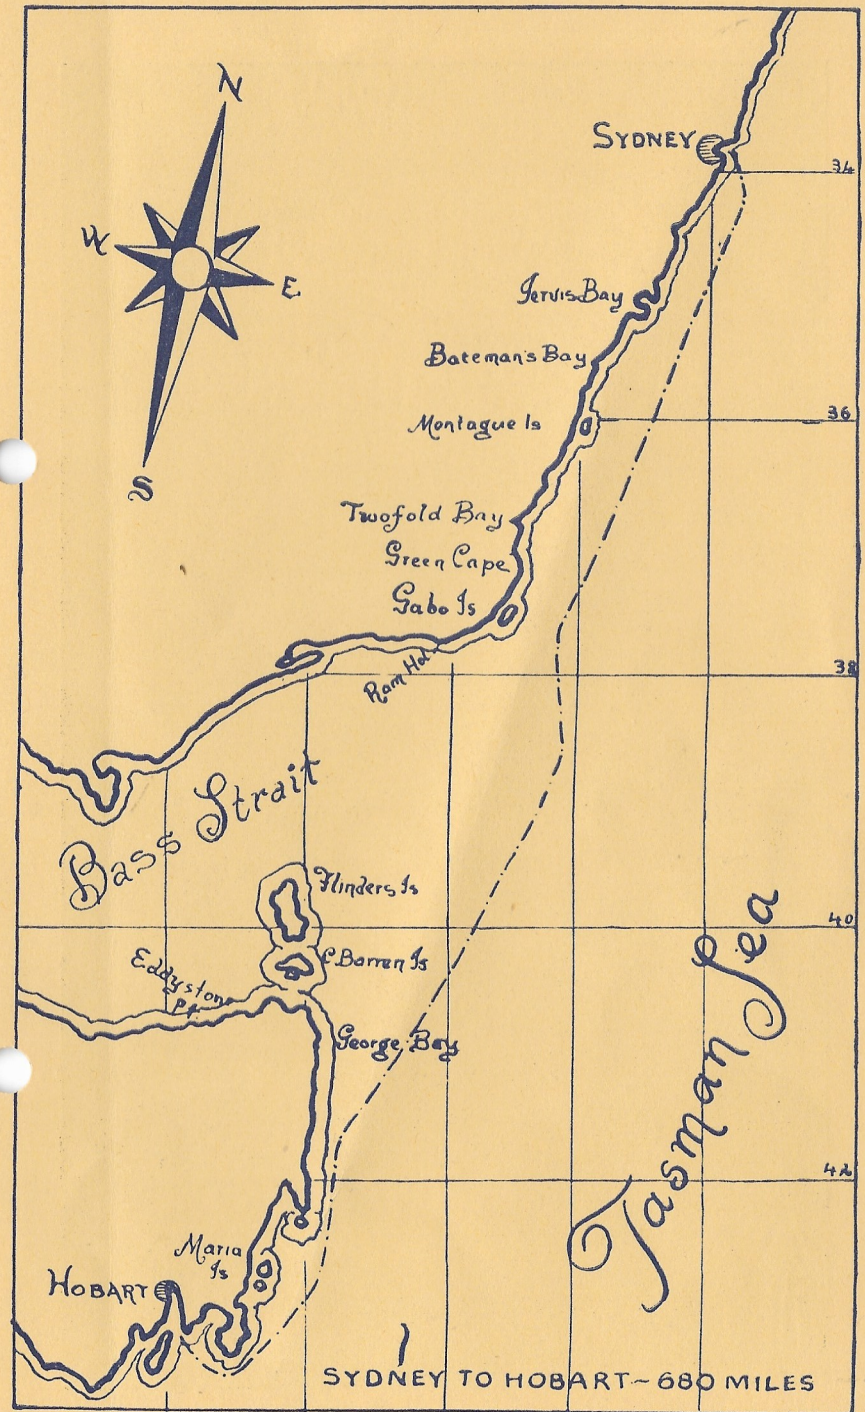 N
SYDNEY
34
W
E
Jervis Bay
Bateman's Bay
36
Montague Is
S
Twofold Bay
Green Cape
Gabo Is
Ram Hd.
38
Bass Strait
Flinders Is
40
C Barren Is
Eddystone
Pt.
George Bay
Tasman Sea
42
Maria
Is
HOBART
SYDNEY TO HOBART ~ 680 MILES